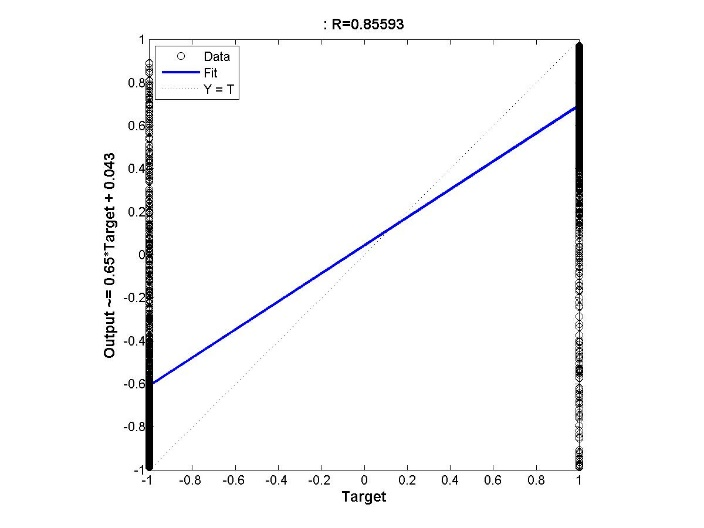 : R=0.85593
Data
Fit
Y = T
Output ~= 0.65*Target + 0.043
1
0.8
0.6
0.4
0.2
0
-0.2
-0.4
-0.6
-0.8
-1
-1 -0.8 -0.6 -0.4 -0.2 0 0.2 0.4 0.6 0.8 1
Target